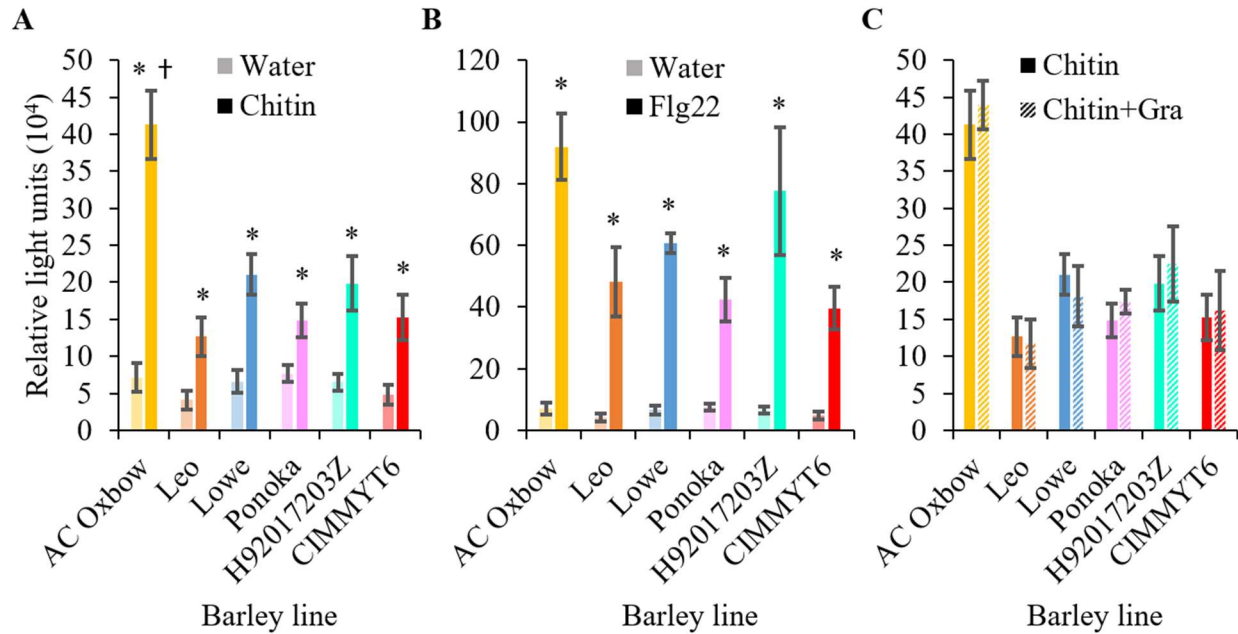 A
Relative light units (10⁴)
50
45
40
35
30
25
20
15
10
5
0
* †
*
*
*
*
*
Water
Chitin
AC Oxbow
Leo
Lowe
Ponoka
H92017203Z
CIMMYT6
Barley line
B
120
100
80
60
40
20
0
*
*
*
*
*
*
Water
Flg22
AC Oxbow
Leo
Lowe
Ponoka
H92017203Z
CIMMYT6
Barley line
C
50
45
40
35
30
25
20
15
10
5
0
Chitin
Chitin+Gra
AC Oxbow
Leo
Lowe
Ponoka
H92017203Z
CIMMYT6
Barley line